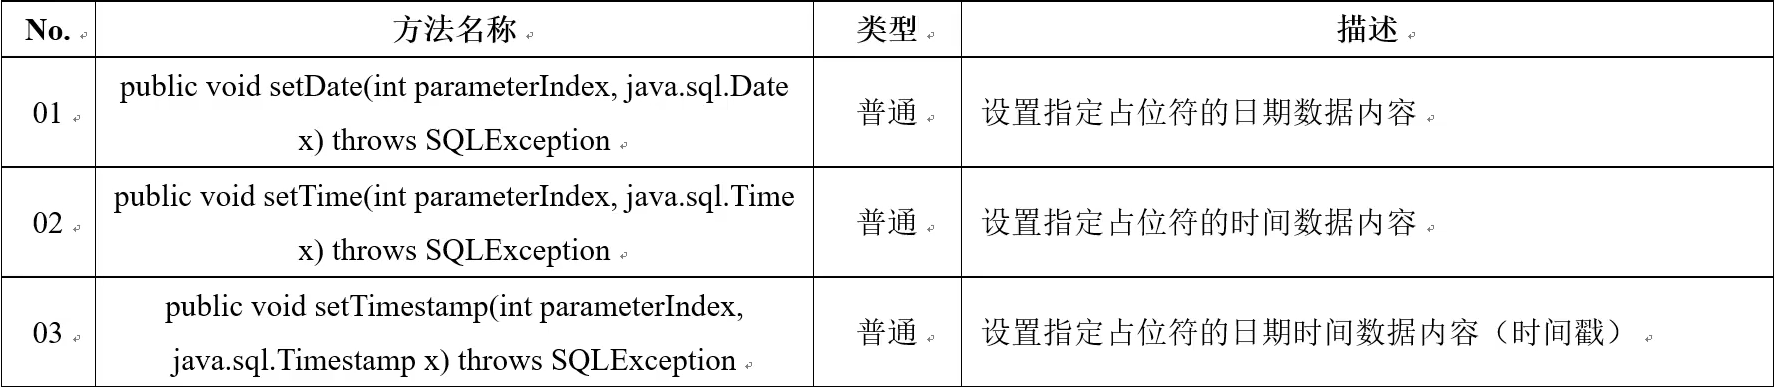 No. 方法名称 类型 描述
public void setDate(int parameterIndex, java.sql.Date
01 普通 设置指定占位符的日期数据内容
x) throws SQLException
public void setTime(int parameterIndex, java.sql.Time
02 普通 设置指定占位符的时间数据内容
x) throws SQLException
public void setTimestamp(int parameterIndex,
03 普通 设置指定占位符的日期时间数据内容（时间戳）
java.sql.Timestamp x) throws SQLException